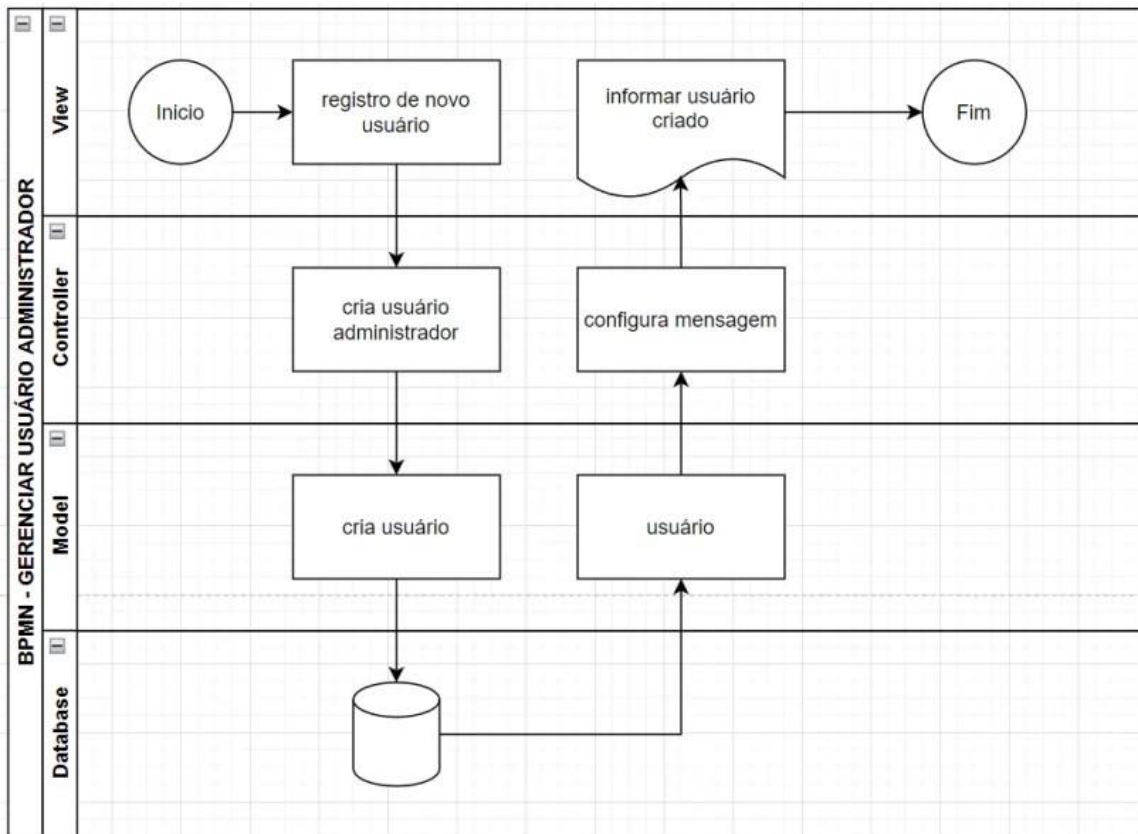 BPMN - GERENCIAR USUÁRIO ADMINISTRADOR
View
Inicio
registro de novo
usuário
informar usuário
criado
Fim
Controller
cria usuário
administrador
configura mensagem
Model
cria usuário
usuário
Database